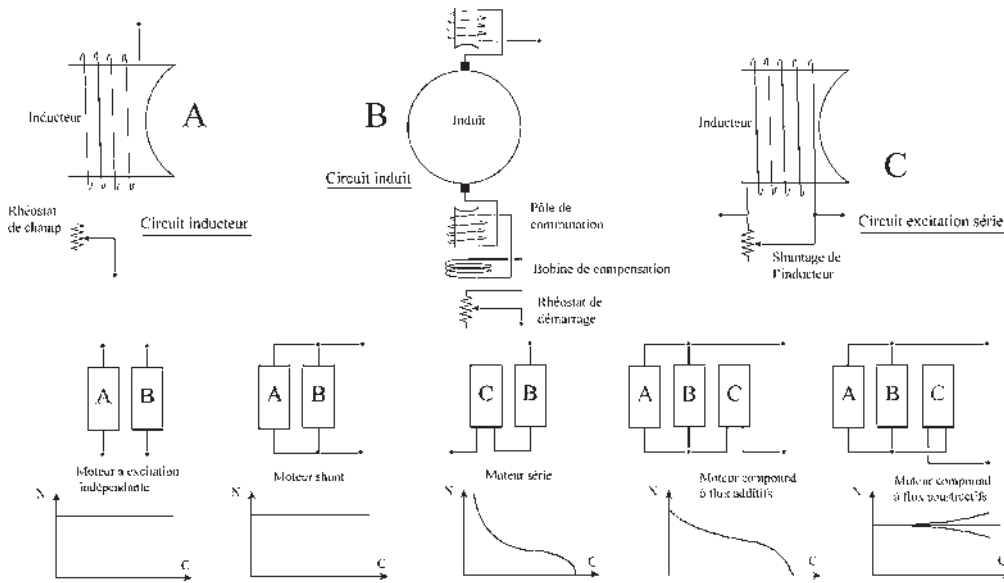 Inducteur
A
Rhéostat
de champ
Circuit inducteur
B
Induit
Circuit induit
Pôle de
commutation
Bobine de compensation
Rhéostat de
démarrage
Inducteur
C
Circuit excitation série
Shuntage de
l'inducteur
A B
A B
C B
A B C
A B C
Moteur a excitation
indépendante
Moteur shunt
Moteur série
Moteur compound
à flux additifs
Moteur compound
à flux soustractifs
N
C
N
C
N
C
N
C
N
C